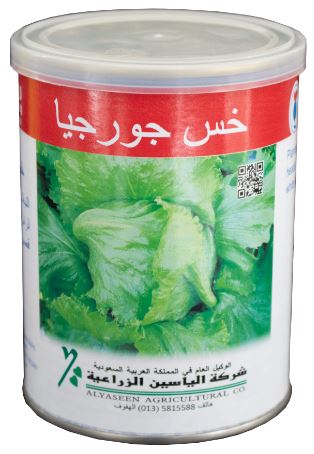 خس جورجيا
الوكيل العام في المملكة العربية السعودية
شركة الياسين الزراعية
ALYASEEN AGRICULTURAL CO.
هاتف 5815588 (013) الهفوف